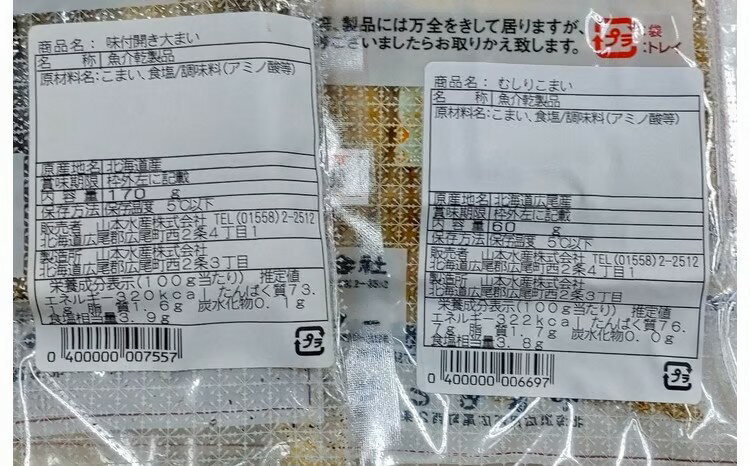 等、製品には万全をきして居りますが、
ございましたらお取りかえ致します。
プラ
:袋
:トレイ
商品名: 味付開き大まい
名 称 魚介乾製品
原材料名:こまい、食塩/調味料(アミノ酸等)
原産地名 北海道産
賞味期限 枠外左に記載
内 容 量 170 g
保存方法 保存温度 5℃以下
販売者 山本水産株式会社 TEL(01558)2-2512
北海道広尾郡広尾町西2条4丁目1
製造所 山本水産株式会社
北海道広尾郡広尾町西2条3丁目
栄養成分表示(100g当たり) 推定値
エネルギー320kcal たんぱく質73.
g 脂 質1.6g 炭水化物0.1g
食塩相当量3.9g
0 400000 007557
プラ
商品名: むしりこまい
名 称 魚介乾製品
原材料名:こまい、食塩/調味料(アミノ酸等)
原産地名 北海道広尾産
賞味期限 枠外左に記載
内 容 量 60 g
保存方法 保存温度 5℃以下
販売者 山本水産株式会社 TEL(01558)2-2512
北海道広尾郡広尾町西2条4丁目1
製造所 山本水産株式会社
北海道広尾郡広尾町西2条3丁目
栄養成分表示(100g当たり) 推定値
エネルギー322kcal たんぱく質76.
7g 脂 質1.7g 炭水化物0.0g
食塩相当量3.8g
0 400000 006697
プラ